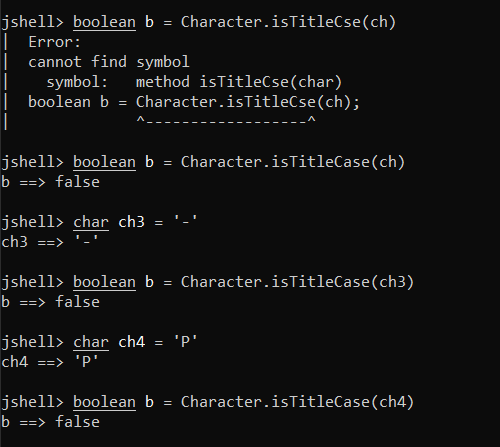 jshell> boolean b = Character.isTitleCse(ch)
|  Error:
|  cannot find symbol
|    symbol:   method isTitleCse(char)
|  boolean b = Character.isTitleCse(ch);
|              ^------------------^
jshell> boolean b = Character.isTitleCase(ch)
b ==> false
jshell> char ch3 = '-'
ch3 ==> '-'
jshell> boolean b = Character.isTitleCase(ch3)
b ==> false
jshell> char ch4 = 'P'
ch4 ==> 'P'
jshell> boolean b = Character.isTitleCase(ch4)
b ==> false